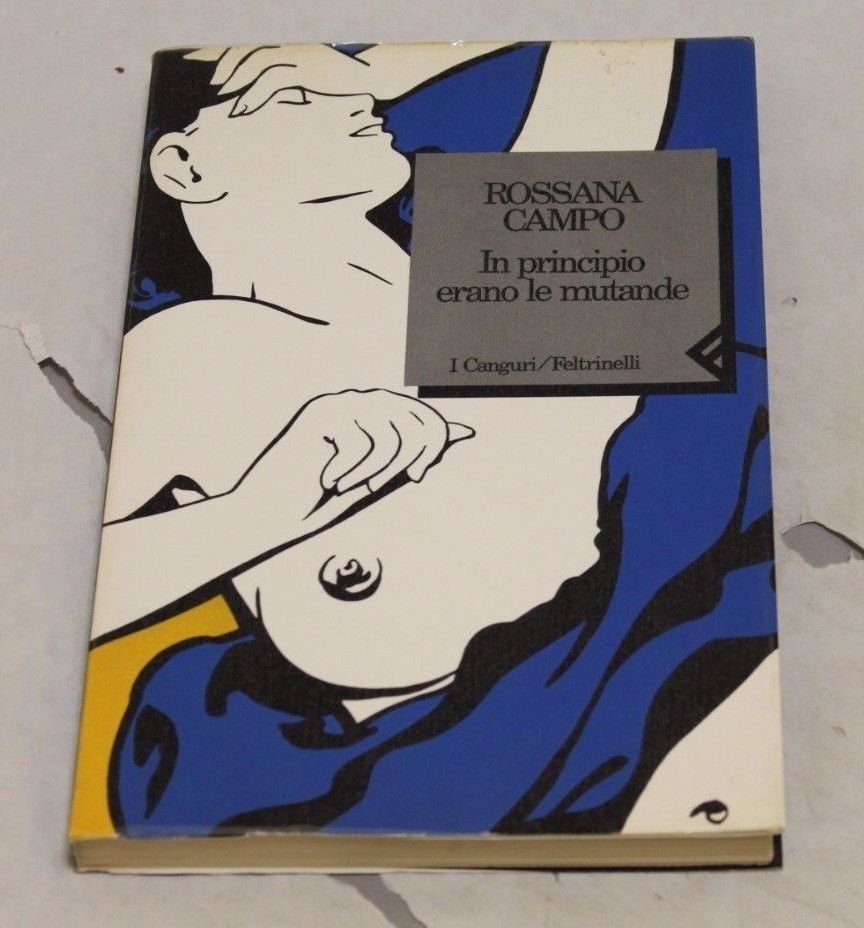 ROSSANA
CAMPO
In principio
erano le mutande
I Canguri/Feltrinelli